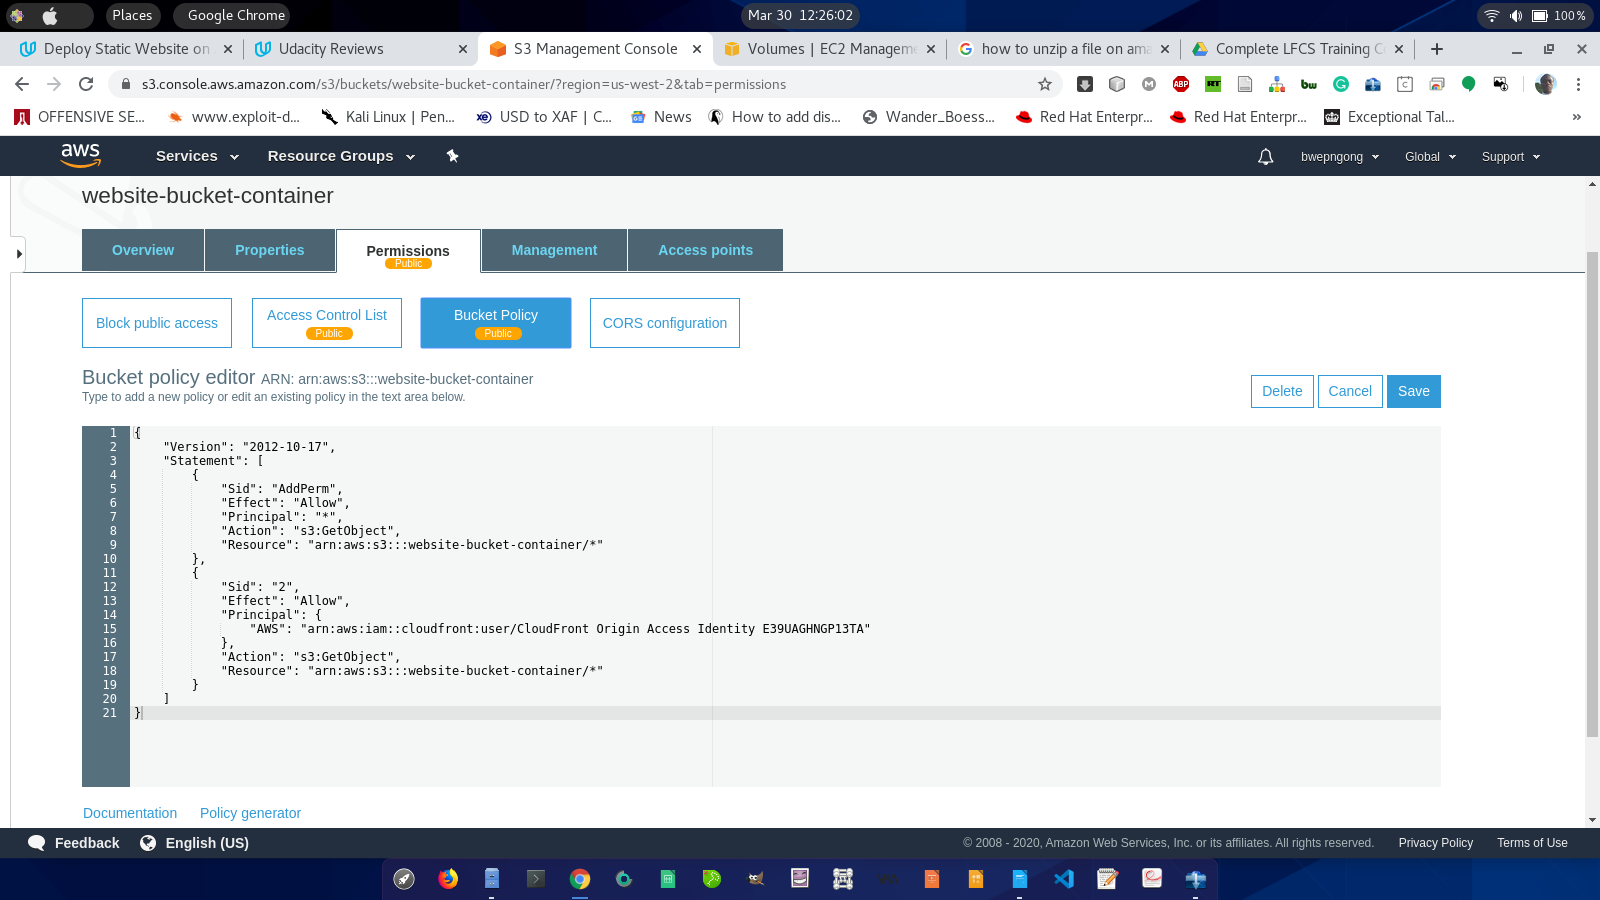 Places
Google Chrome
Mar 30 12:26:02
100%
Deploy Static Website on
Udacity Reviews
S3 Management Console
Volumes | EC2 Manageme
how to unzip a file on ama
Complete LFCS Training Co
s3.console.aws.amazon.com/s3/buckets/website-bucket-container/?region=us-west-2&tab=permissions
OFFENSIVE SE...
www.exploit-d...
Kali Linux | Pen...
USD to XAF | C...
News
How to add dis...
Wander_Boess...
Red Hat Enterpr...
Red Hat Enterpr...
Exceptional Tal...
aws
Services
Resource Groups
bwepngong
Global
Support
website-bucket-container
Overview
Properties
Permissions
Public
Management
Access points
Block public access
Access Control List
Public
Bucket Policy
Public
CORS configuration
Bucket policy editor ARN: arn:aws:s3:::website-bucket-container
Type to add a new policy or edit an existing policy in the text area below.
Delete
Cancel
Save
1 {
2 "Version": "2012-10-17",
3 "Statement": [
4 {
5 "Sid": "AddPerm",
6 "Effect": "Allow",
7 "Principal": "*",
8 "Action": "s3:GetObject",
9 "Resource": "arn:aws:s3:::website-bucket-container/*"
10 },
11 {
12 "Sid": "2",
13 "Effect": "Allow",
14 "Principal": {
15 "AWS": "arn:aws:iam::cloudfront:user/CloudFront Origin Access Identity E39UAGHNGP13TA"
16 },
17 "Action": "s3:GetObject",
18 "Resource": "arn:aws:s3:::website-bucket-container/*"
19 }
20 ]
21 }
Documentation
Policy generator
Feedback
English (US)
© 2008 - 2020, Amazon Web Services, Inc. or its affiliates. All rights reserved.
Privacy Policy
Terms of Use